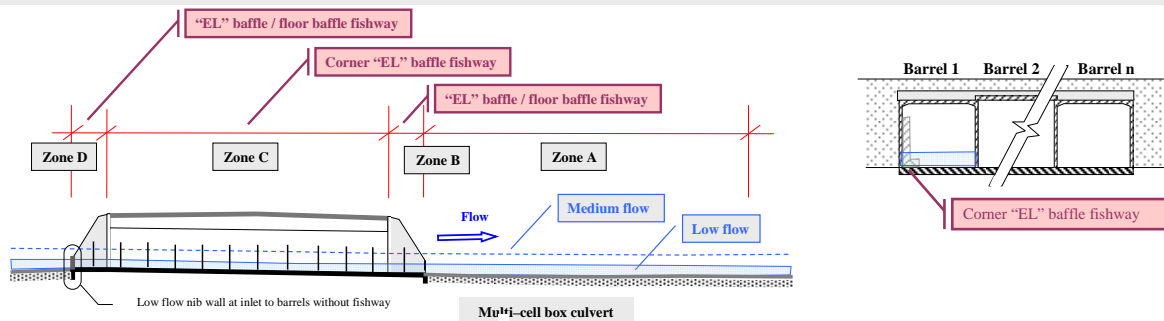 “EL” baffle / floor baffle fishway
Corner “EL” baffle fishway
“EL” baffle / floor baffle fishway
Zone D
Zone C
Zone B
Zone A
Flow
Medium flow
Low flow
Low flow nib wall at inlet to barrels without fishway
Multi–cell box culvert
Barrel 1
Barrel 2
Barrel n
Corner “EL” baffle fishway